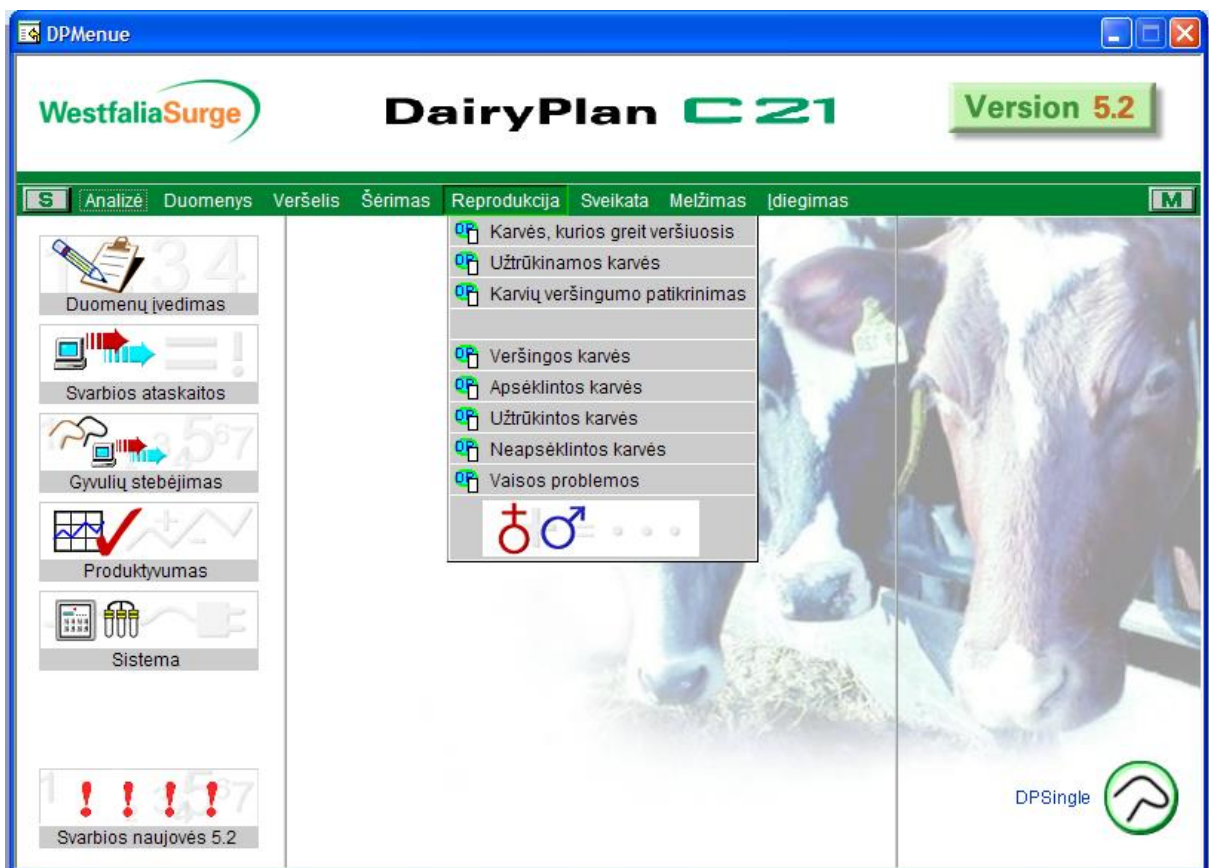 DPMenue
WestfaliaSurge
DairyPlan C21
Version 5.2
S Analizė Duomenys Veršelis Šėrimas Reprodukcija Sveikata Melžimas Įdiegimas M
Karvės, kurios greit veršiuosis
Užtrūkinamos karvės
Karvių veršingumo patikrinimas
Veršingos karvės
Apsėklintos karvės
Užtrūkintos karvės
Neapsėklintos karvės
Vaisos problemos
Duomenų įvedimas
Svarbios ataskaitos
Gyvulių stebėjimas
Produktyvumas
Sistema
Svarbios naujovės 5.2
DPSingle